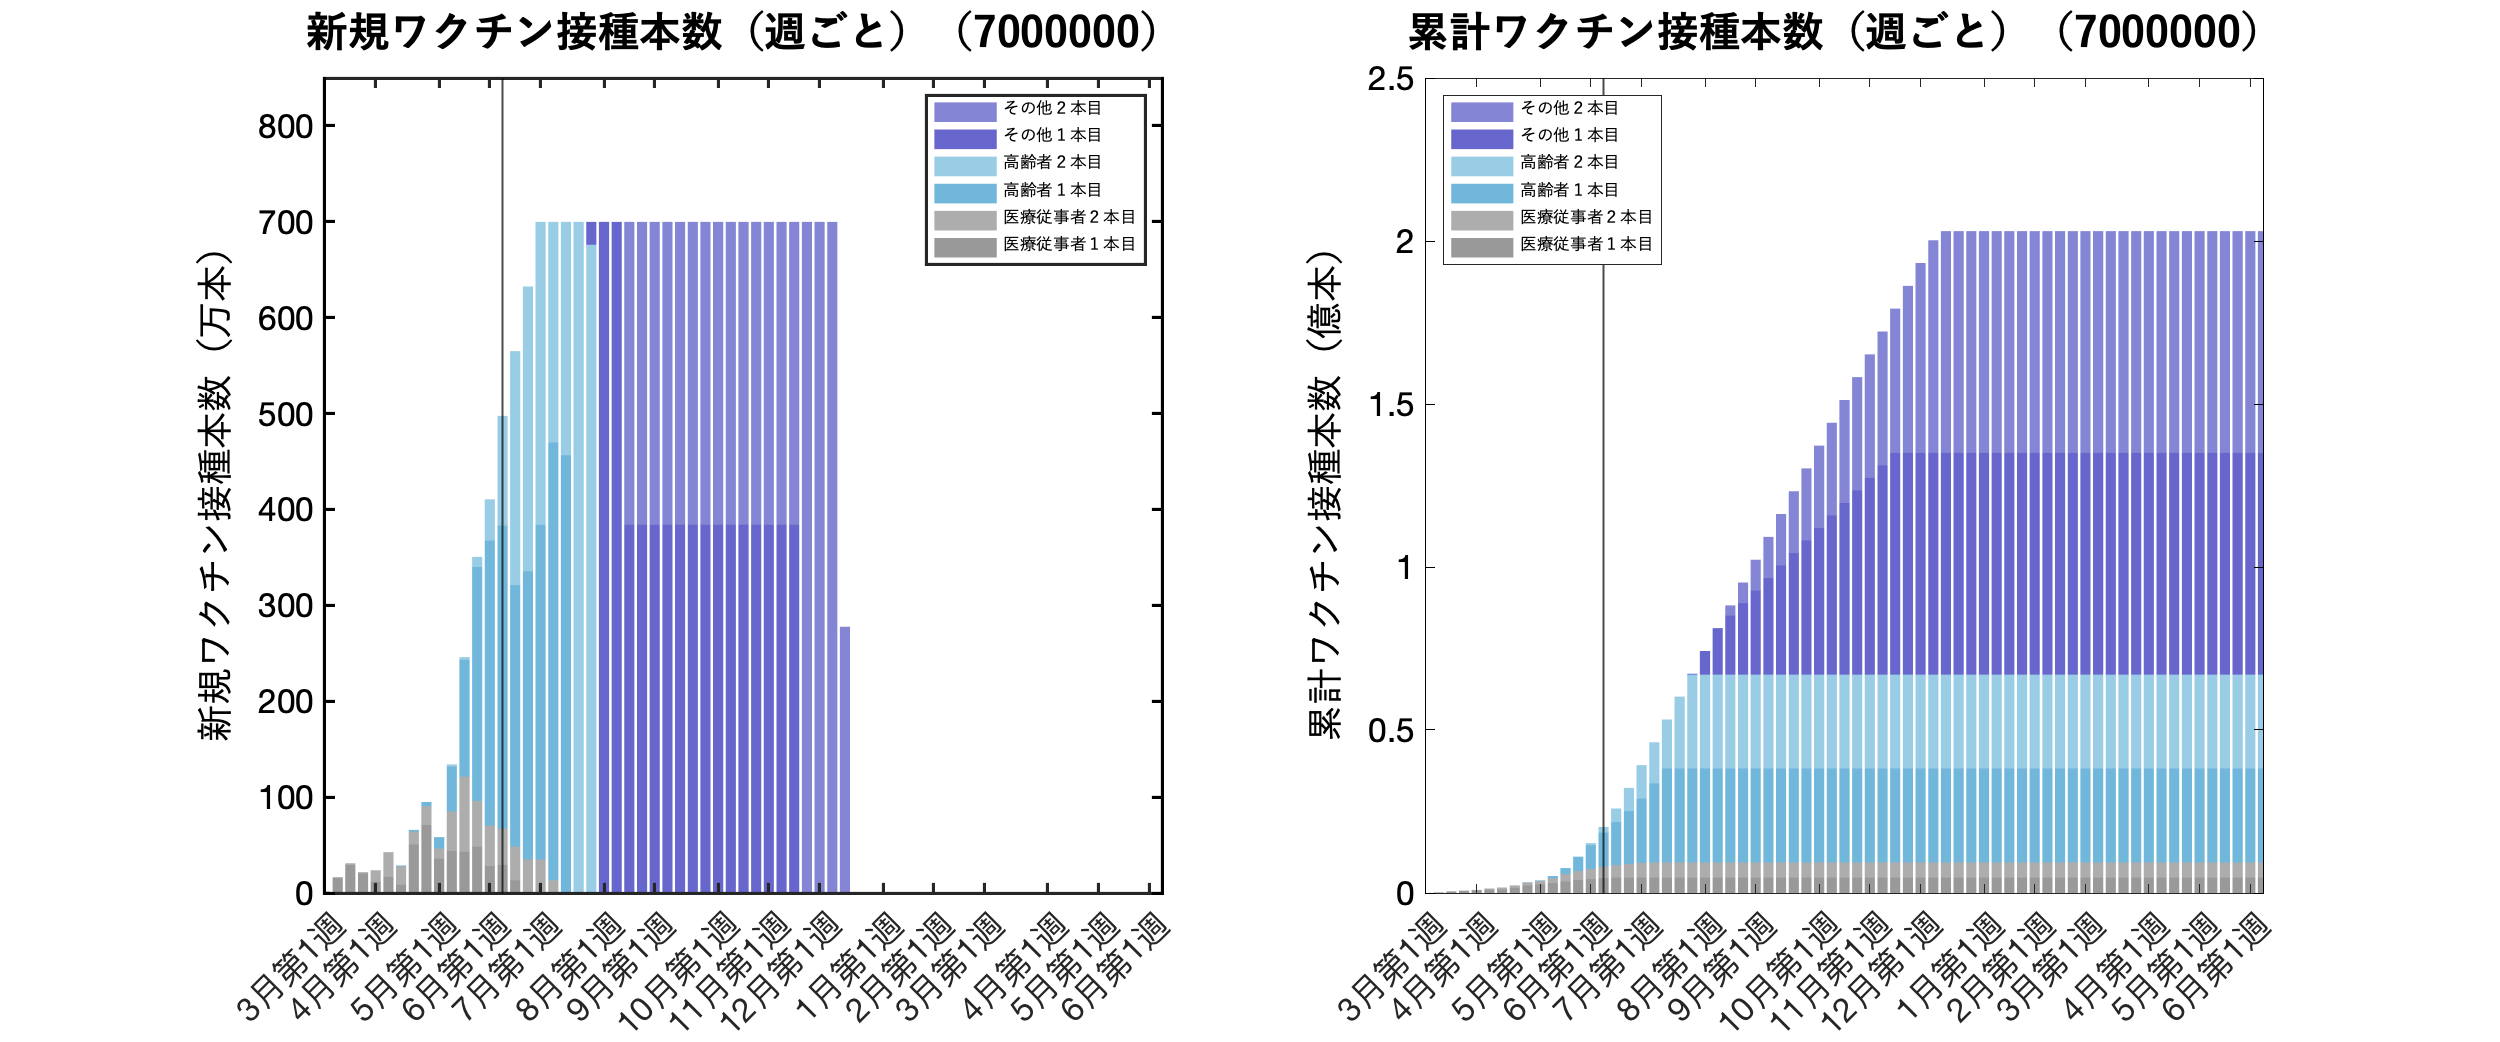 新規ワクチン接種本数（週ごと）（7000000）
新規ワクチン接種本数（万本）
800
700
600
500
400
300
200
100
0
その他２本目
その他１本目
高齢者２本目
高齢者１本目
医療従事者２本目
医療従事者１本目
3月第1週
4月第1週
5月第1週
6月第1週
7月第1週
8月第1週
9月第1週
10月第1週
11月第1週
12月第1週
1月第1週
2月第1週
3月第1週
4月第1週
5月第1週
6月第1週
累計ワクチン接種本数（週ごと）（7000000）
累計ワクチン接種本数（億本）
2.5
2
1.5
1
0.5
0
その他２本目
その他１本目
高齢者２本目
高齢者１本目
医療従事者２本目
医療従事者１本目
3月第1週
4月第1週
5月第1週
6月第1週
7月第1週
8月第1週
9月第1週
10月第1週
11月第1週
12月第1週
1月第1週
2月第1週
3月第1週
4月第1週
5月第1週
6月第1週